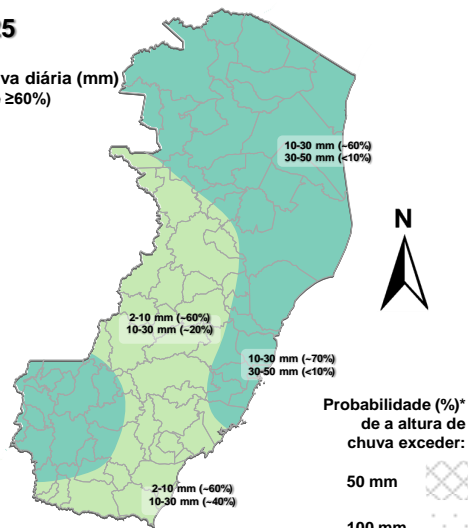 25
va diária (mm)
≥60%)
10-30 mm (~60%)
30-50 mm (<10%)
N
2-10 mm (~60%)
10-30 mm (~20%)
10-30 mm (~70%)
30-50 mm (<10%)
Probabilidade (%)*
de a altura de
chuva exceder:
50 mm
2-10 mm (~60%)
10-30 mm (~40%)
100 mm